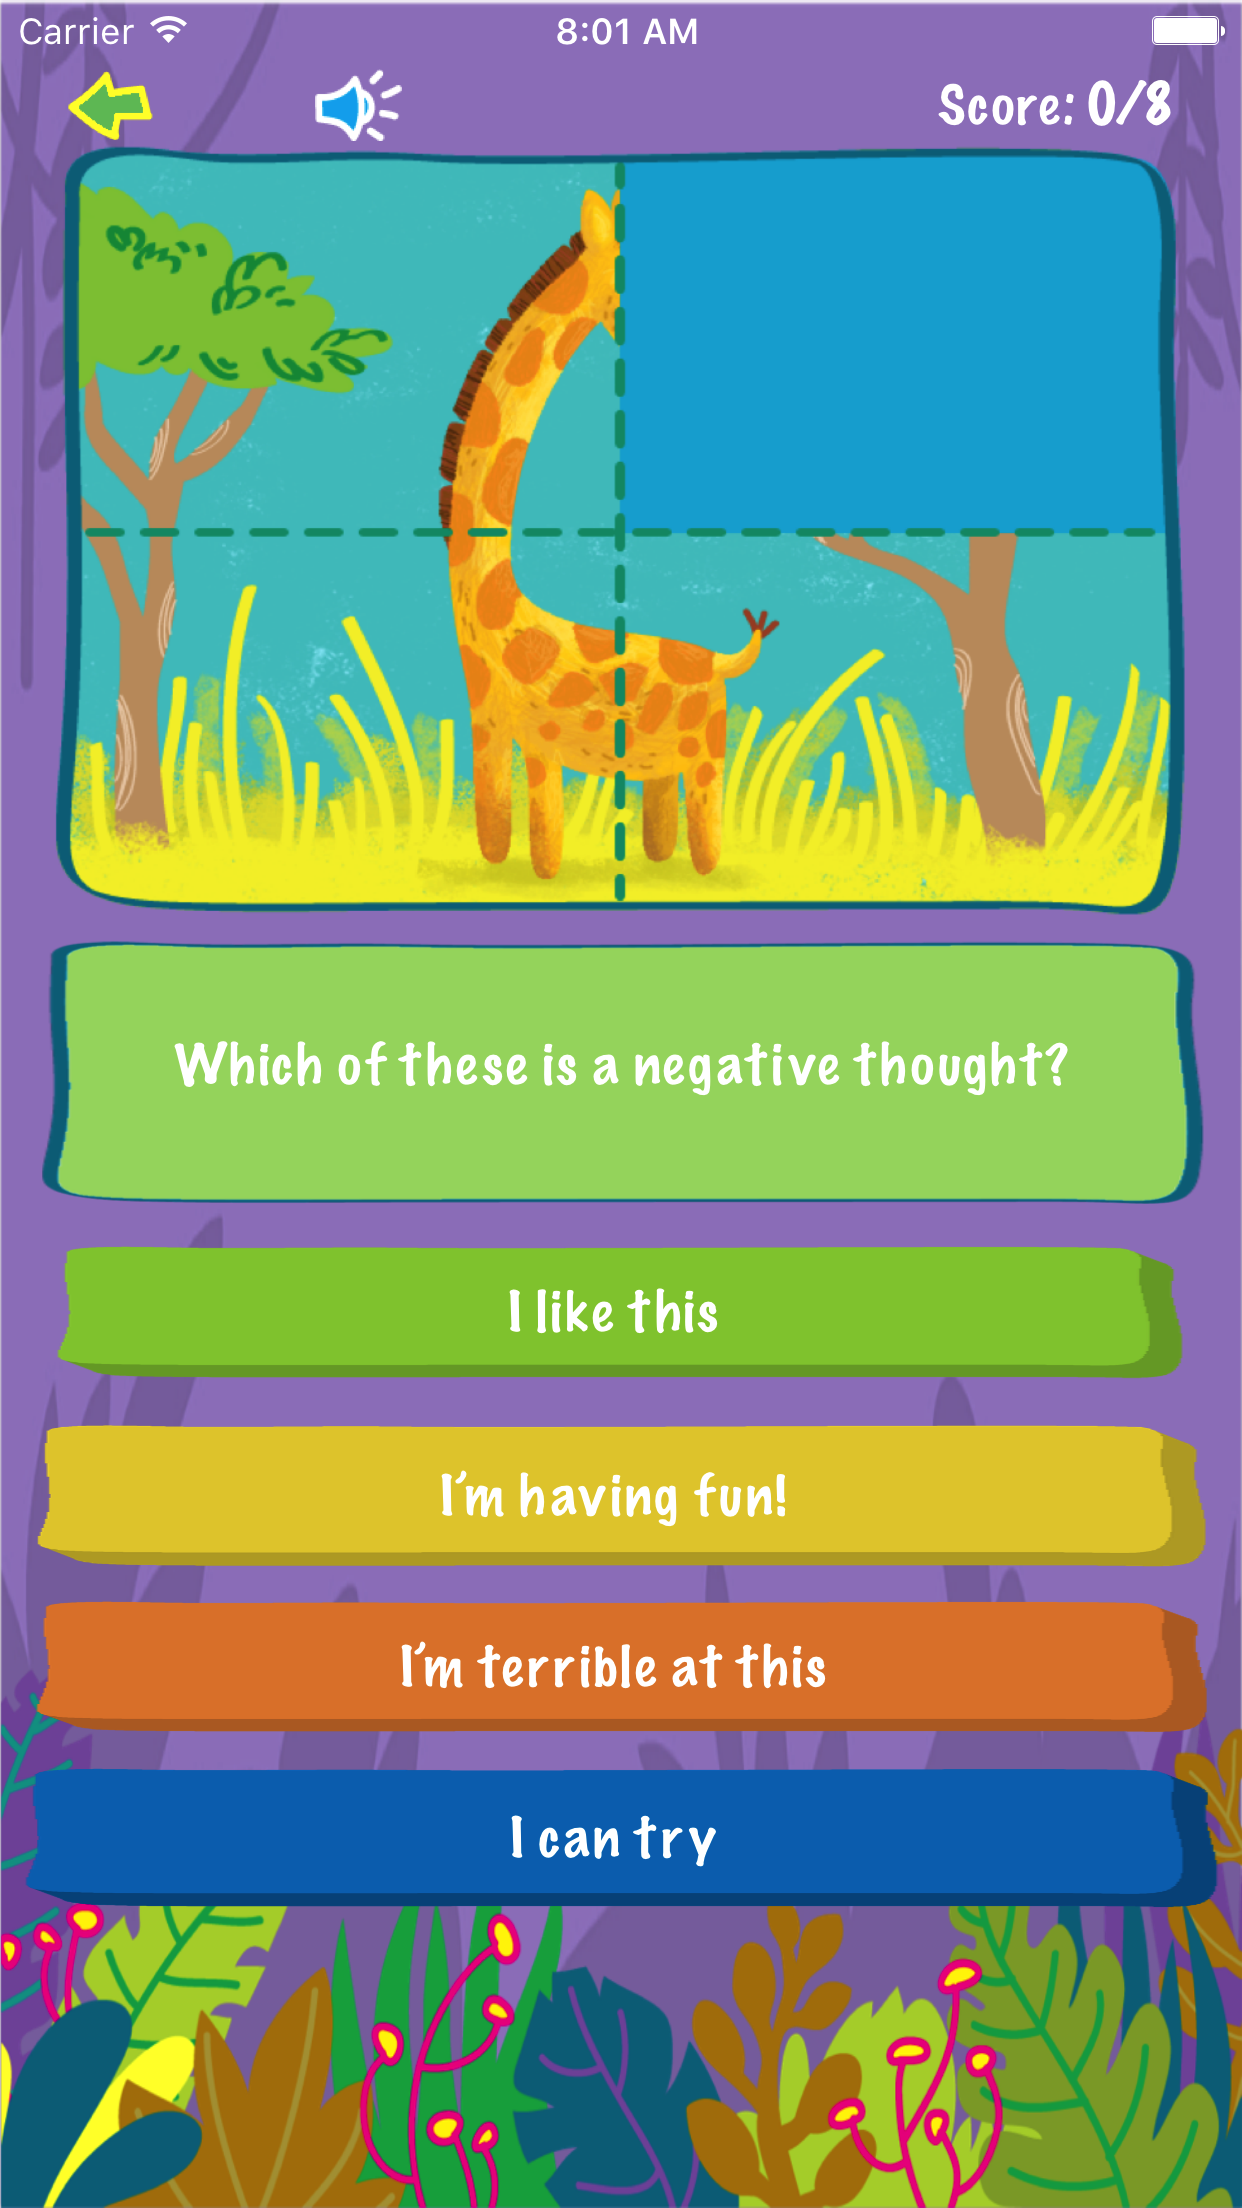 Carrier 8:01 AM
Score: 0/8
Which of these is a negative thought?
I like this
I'm having fun!
I'm terrible at this
I can try